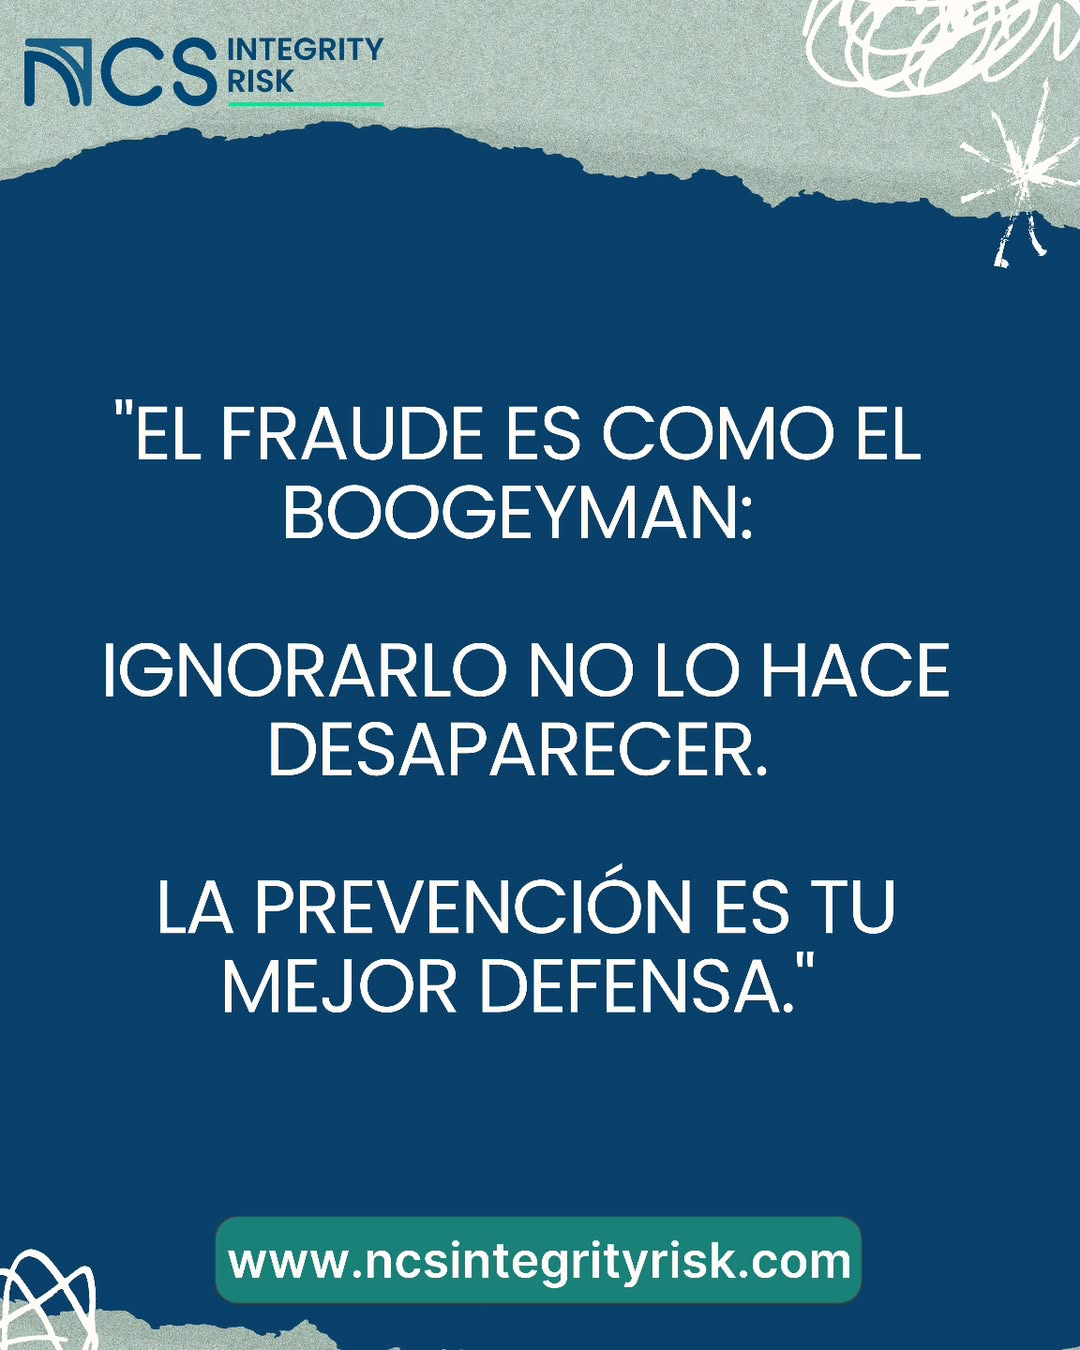 NCS INTEGRITY
RISK
"EL FRAUDE ES COMO EL
BOOGEYMAN:
IGNORARLO NO LO HACE
DESAPARECER.
LA PREVENCIÓN ES TU
MEJOR DEFENSA."
www.ncsintegrityrisk.com